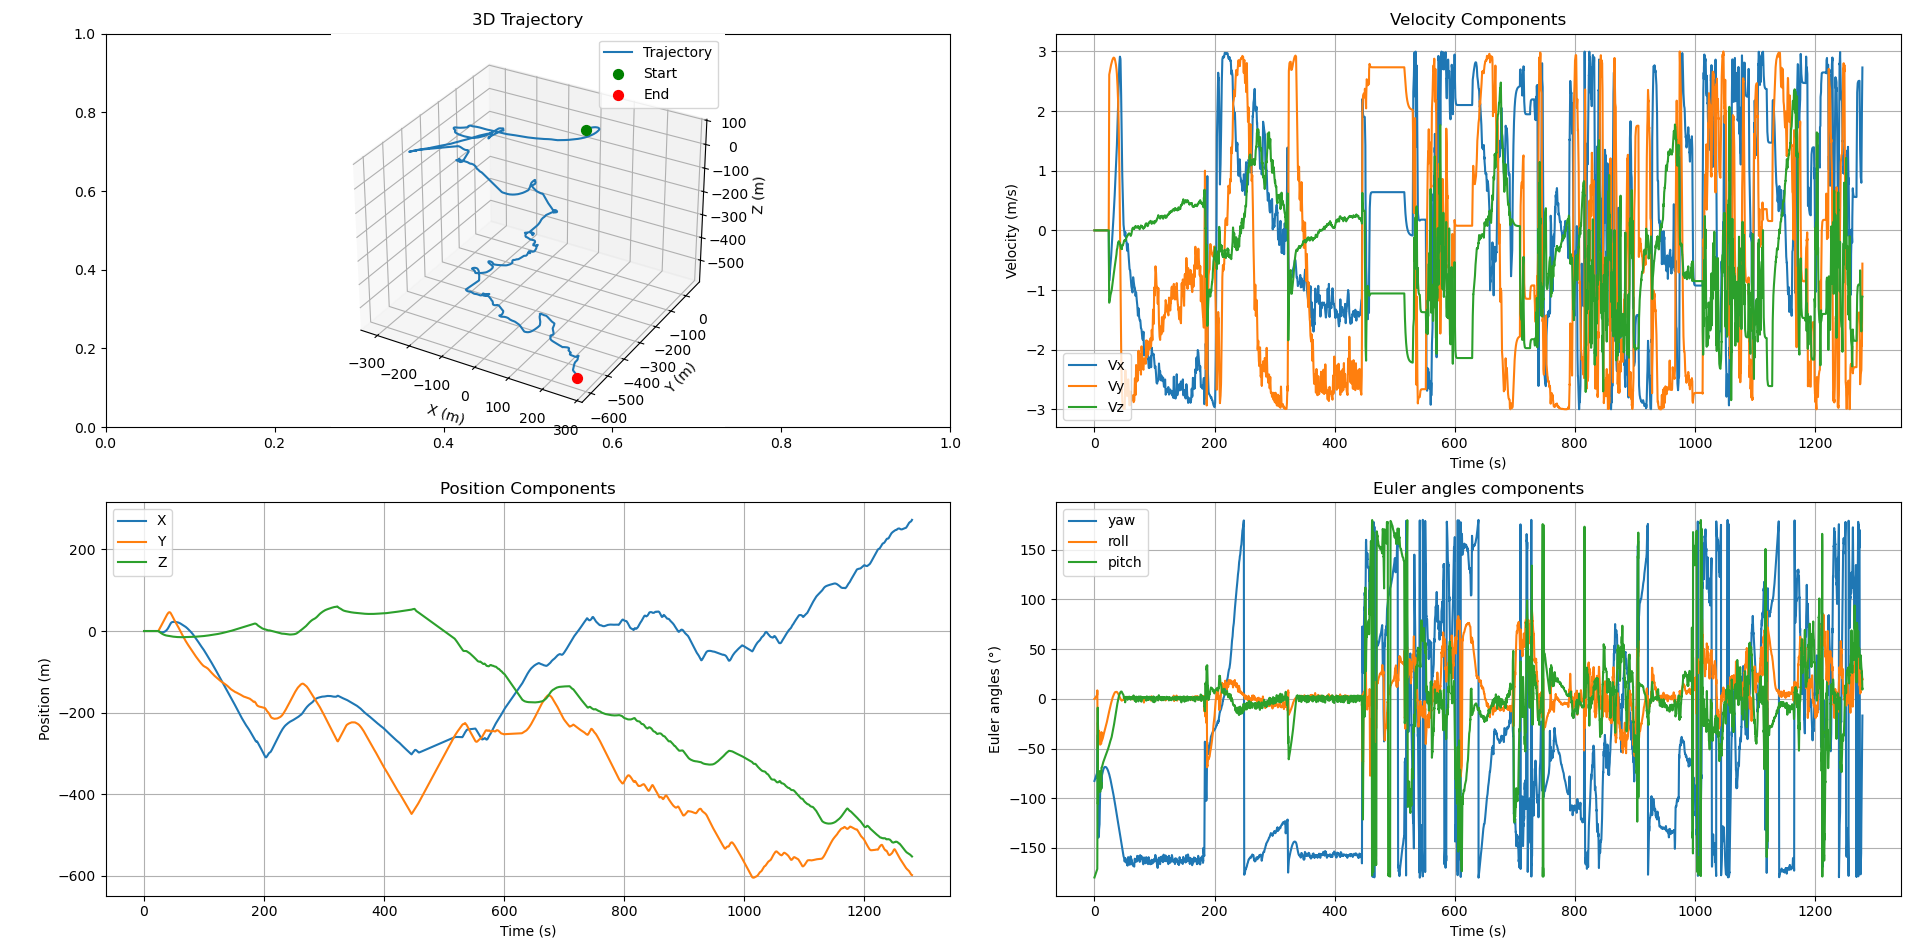 3D Trajectory
1.0
0.8
0.6
0.4
0.2
0.0
0.0 0.2 0.4 0.6 0.8 1.0
Trajectory
Start
End
100
0
−100
−200
−300
−400
−500
Z (m)
−300 −200 −100 0 100 200 300
X (m)
0
−100
−200
−300
−400
−500
−600
Y (m)
Velocity Components
3
2
1
0
−1
−2
−3
Velocity (m/s)
Vx
Vy
Vz
0 200 400 600 800 1000 1200
Time (s)
Position Components
X
Y
Z
200
0
−200
−400
−600
Position (m)
0 200 400 600 800 1000 1200
Time (s)
Euler angles components
yaw
roll
pitch
150
100
50
0
−50
−100
−150
Euler angles (°)
0 200 400 600 800 1000 1200
Time (s)